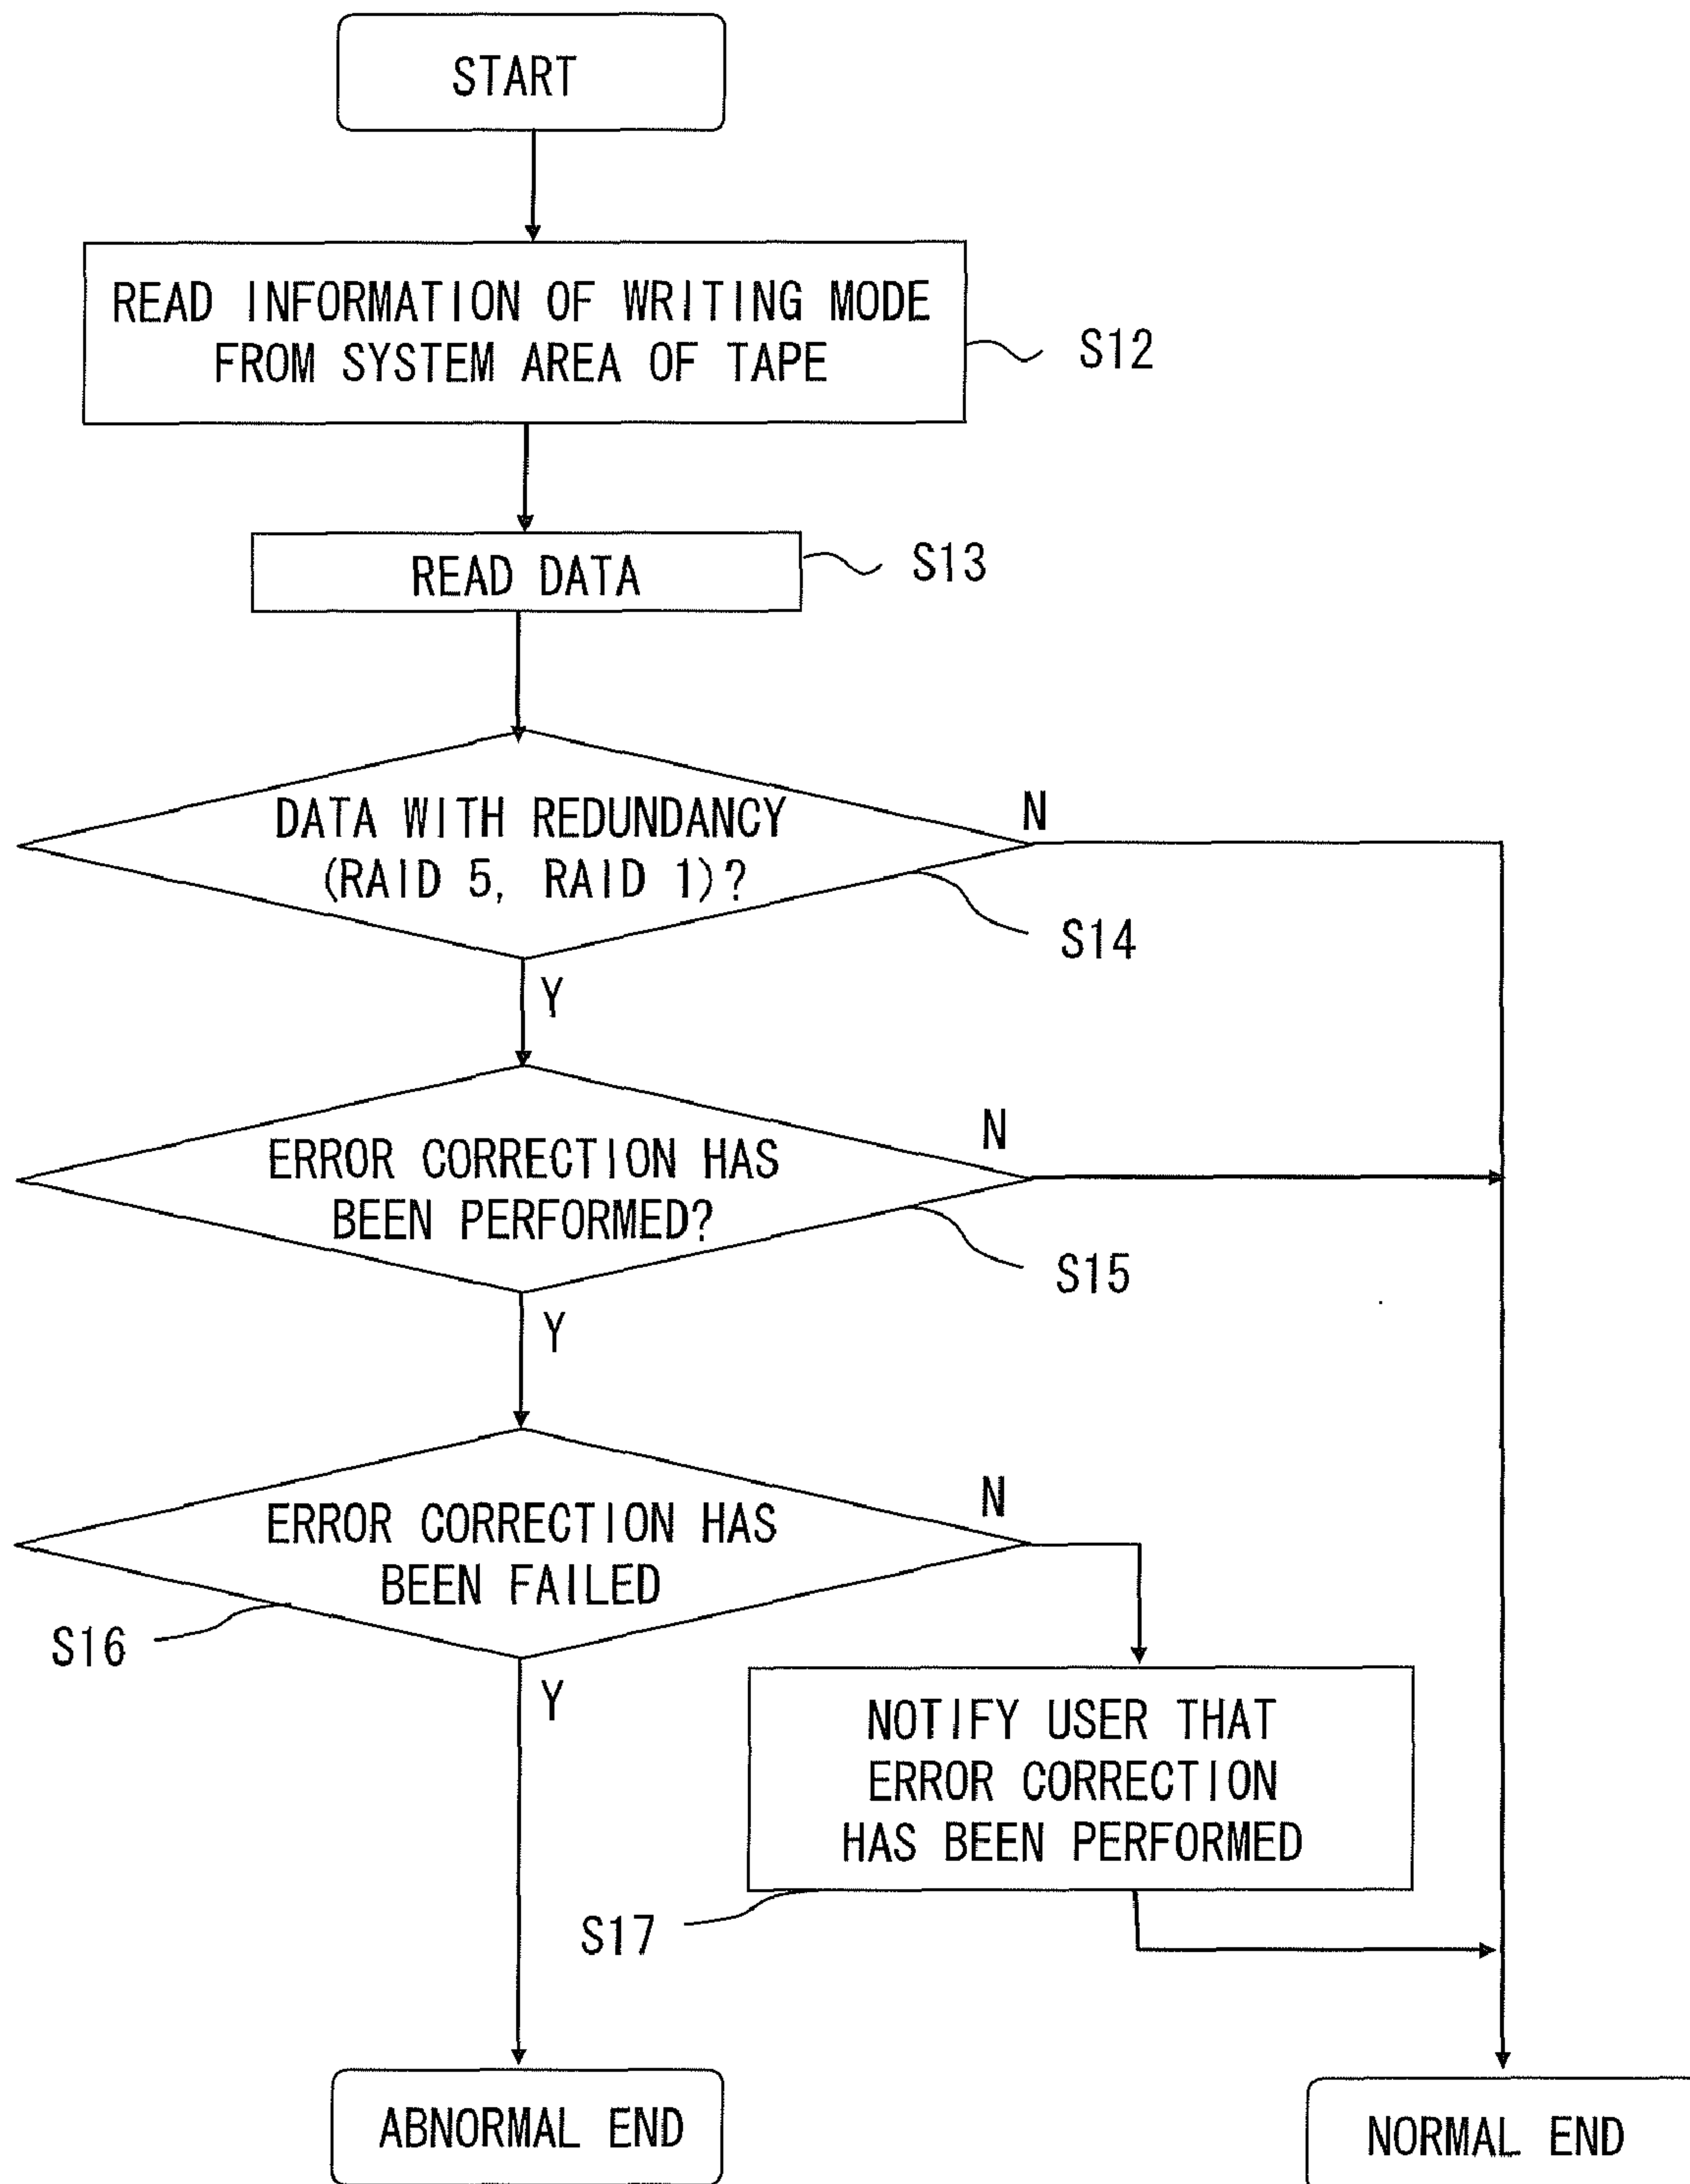 START
READ INFORMATION OF WRITING MODE
FROM SYSTEM AREA OF TAPE
S12
READ DATA
S13
DATA WITH REDUNDANCY
(RAID 5, RAID 1)?
N
S14
Y
ERROR CORRECTION HAS
BEEN PERFORMED?
N
S15
Y
ERROR CORRECTION HAS
BEEN FAILED
N
S16
Y
NOTIFY USER THAT
ERROR CORRECTION
HAS BEEN PERFORMED
S17
ABNORMAL END
NORMAL END